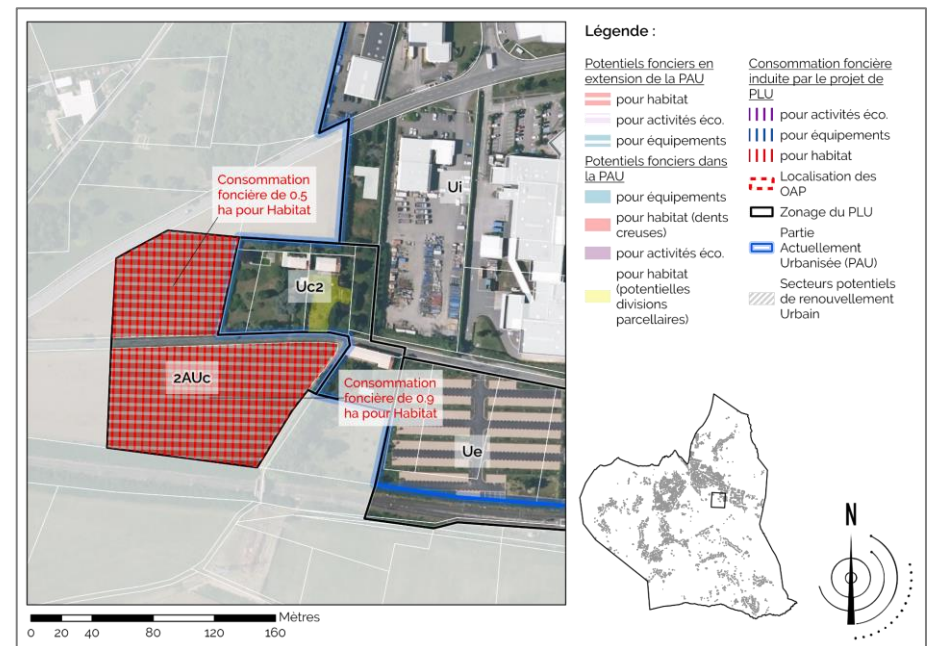 Consommation
foncière de 0.5
ha pour Habitat
Ui
Uc2
2AUc
Consommation
foncière de 0.9
ha pour Habitat
Ue
Mètres
0 20 40 80 120 160
Légende :
Potentiels fonciers en
extension de la PAU
pour habitat
pour activités éco.
pour équipements
Potentiels fonciers dans
la PAU
pour équipements
pour habitat (dents
creuses)
pour activités éco.
pour habitat
(potentielles
divisions
parcellaires)
Consommation foncière
induite par le projet de
PLU
pour activités éco.
pour équipements
pour habitat
Localisation des
OAP
Zonage du PLU
Partie
Actuellement
Urbanisée (PAU)
Secteurs potentiels
de renouvellement
Urbain
N